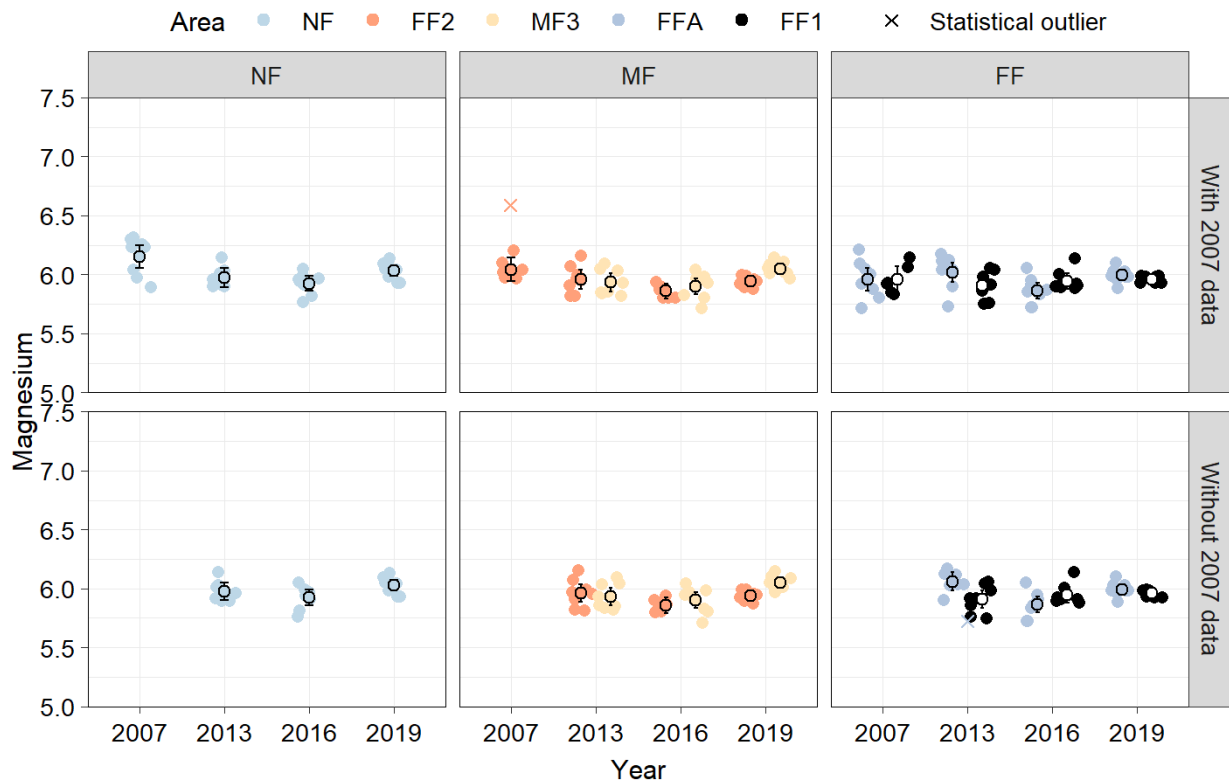 Area NF FF2 MF3 FFA FF1 Statistical outlier
NF MF FF
7.5
7.0
6.5
6.0
5.5
5.0
With 2007 data
7.5
7.0
6.5
6.0
5.5
5.0
Without 2007 data
Magnesium
2007 2013 2016 2019 2007 2013 2016 2019 2007 2013 2016 2019
Year